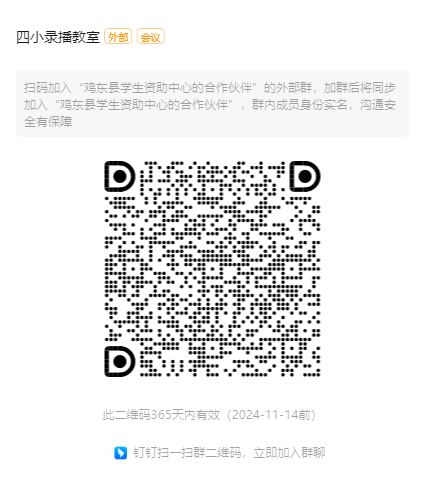 四小录播教室 外部 会议
扫码加入“鸡东县学生资助中心的合作伙伴”的外部群，加群后将同步
加入“鸡东县学生资助中心的合作伙伴”，群内成员身份实名，沟通安
全有保障
此二维码365天内有效（2024-11-14前）
钉钉扫一扫群二维码，立即加入群聊